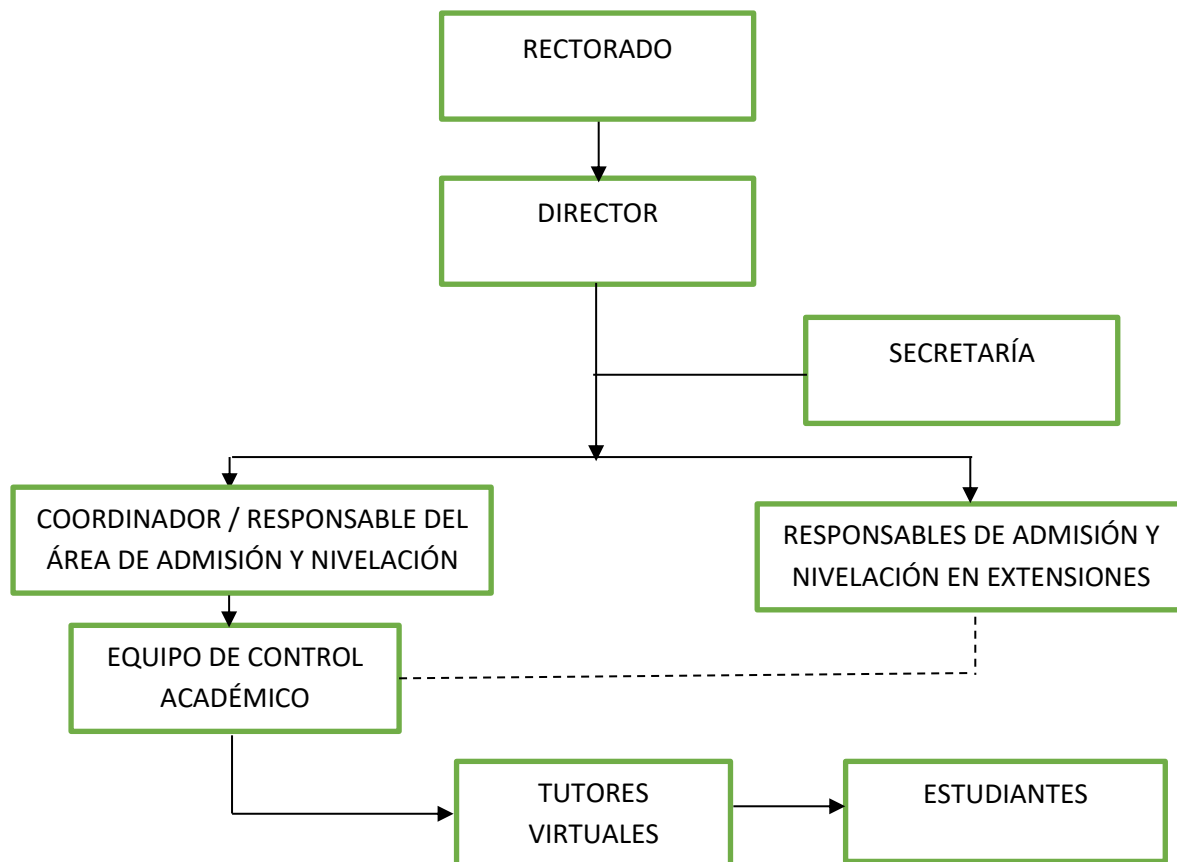 RECTORADO
DIRECTOR
SECRETARÍA
COORDINADOR / RESPONSABLE DEL
ÁREA DE ADMISIÓN Y NIVELACIÓN
RESPONSABLES DE ADMISIÓN Y
NIVELACIÓN EN EXTENSIONES
EQUIPO DE CONTROL
ACADÉMICO
TUTORES
VIRTUALES
ESTUDIANTES